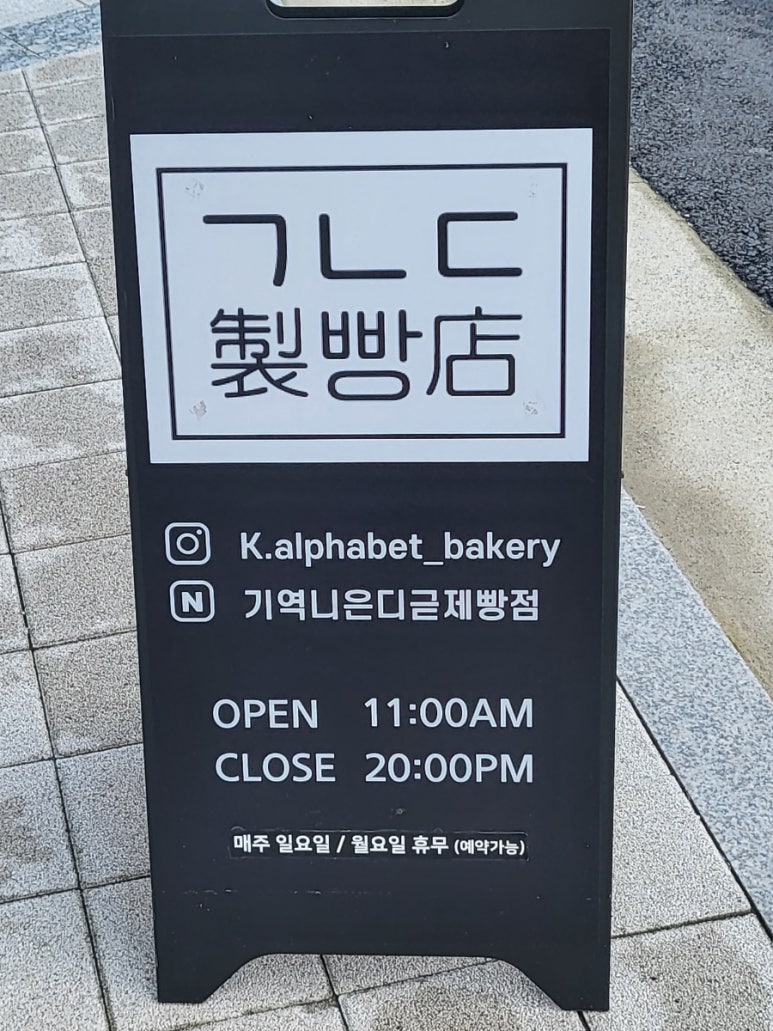 ㄱㄴㄷ
製빵店
K.alphabet_bakery
N 기역니은디귿제빵점
OPEN 11:00AM
CLOSE 20:00PM
매주 일요일 / 월요일 휴무 (예약가능)